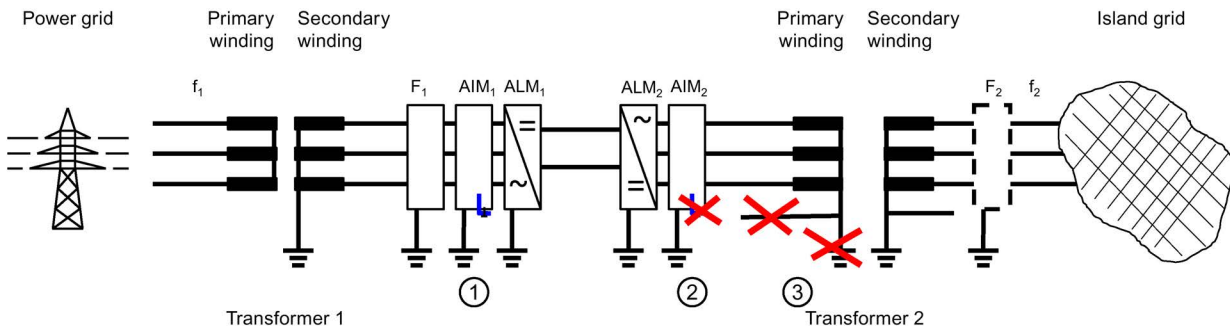 Power grid
Primary
winding
Secondary
winding
Primary
winding
Secondary
winding
Island grid
f₁
F₁
AIM₁
ALM₁
ALM₂
AIM₂
F₂
f₂
1
2
3
Transformer 1
Transformer 2